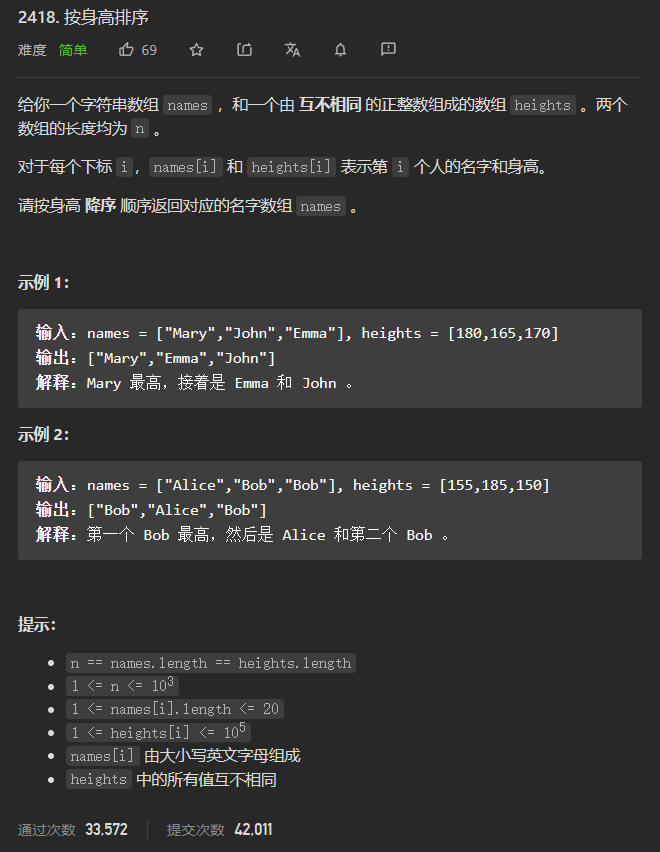 2418. 按身高排序
难度 简单 69
给你一个字符串数组 names ，和一个由 互不相同 的正整数组成的数组 heights 。两个
数组的长度均为 n 。
对于每个下标 i，names[i] 和 heights[i] 表示第 i 个人的名字和身高。
请按身高 降序 顺序返回对应的名字数组 names 。
示例 1：
输入：names = ["Mary","John","Emma"], heights = [180,165,170]
输出：["Mary","Emma","John"]
解释：Mary 最高，接着是 Emma 和 John 。
示例 2：
输入：names = ["Alice","Bob","Bob"], heights = [155,185,150]
输出：["Bob","Alice","Bob"]
解释：第一个 Bob 最高，然后是 Alice 和第二个 Bob 。
提示：
n == names.length == heights.length
1 <= n <= 10³
1 <= names[i].length <= 20
1 <= heights[i] <= 10⁵
names[i] 由大小写英文字母组成
heights 中的所有值互不相同
通过次数 33,572 提交次数 42,011